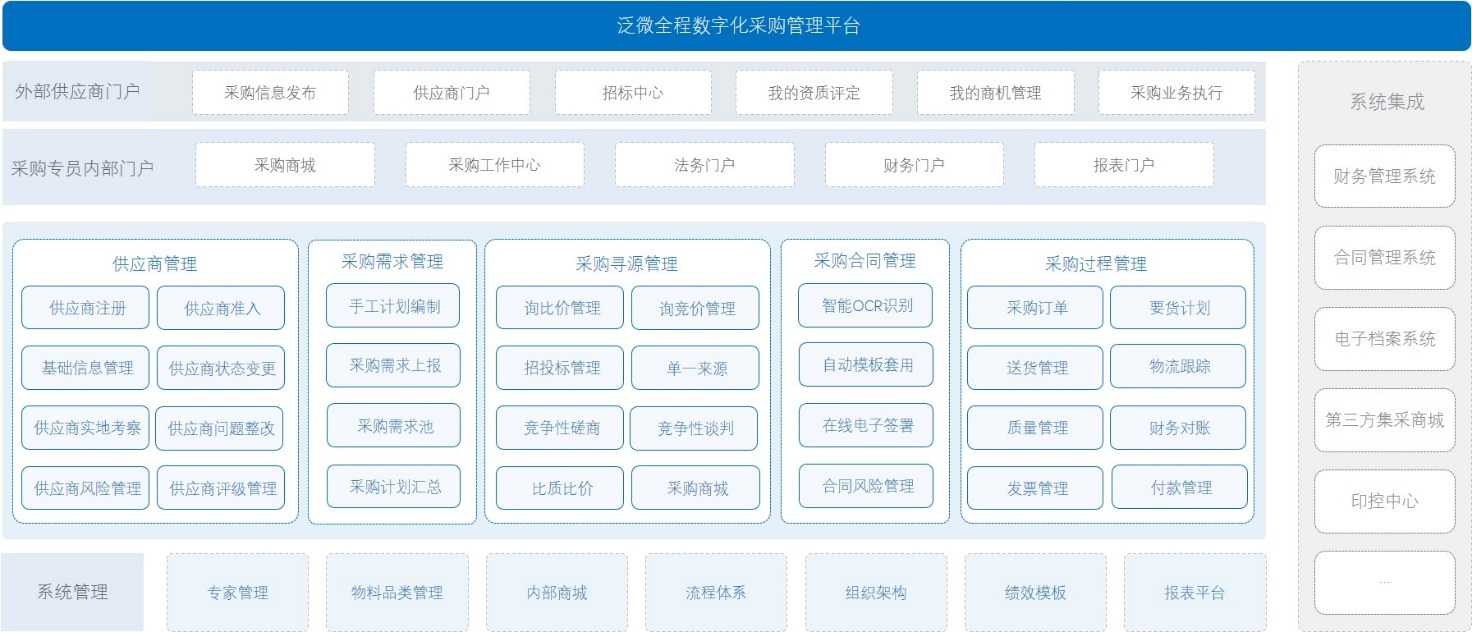 泛微全程数字化采购管理平台
外部供应商门户
采购信息发布
供应商门户
招标中心
我的资质评定
我的商机管理
采购业务执行
采购专员内部门户
采购商城
采购工作中心
法务门户
财务门户
报表门户
供应商管理
供应商注册
供应商准入
基础信息管理
供应商状态变更
供应商实地考察
供应商问题整改
供应商风险管理
供应商评级管理
采购需求管理
手工计划编制
采购需求上报
采购需求池
采购计划汇总
采购寻源管理
询比价管理
询竞价管理
招投标管理
单一来源
竞争性磋商
竞争性谈判
比质比价
采购商城
采购合同管理
智能OCR识别
自动模板套用
在线电子签署
合同风险管理
采购过程管理
采购订单
要货计划
送货管理
物流跟踪
质量管理
财务对账
发票管理
付款管理
系统管理
专家管理
物料品类管理
内部商城
流程体系
组织架构
绩效模板
报表平台
系统集成
财务管理系统
合同管理系统
电子档案系统
第三方集采商城
印控中心
...